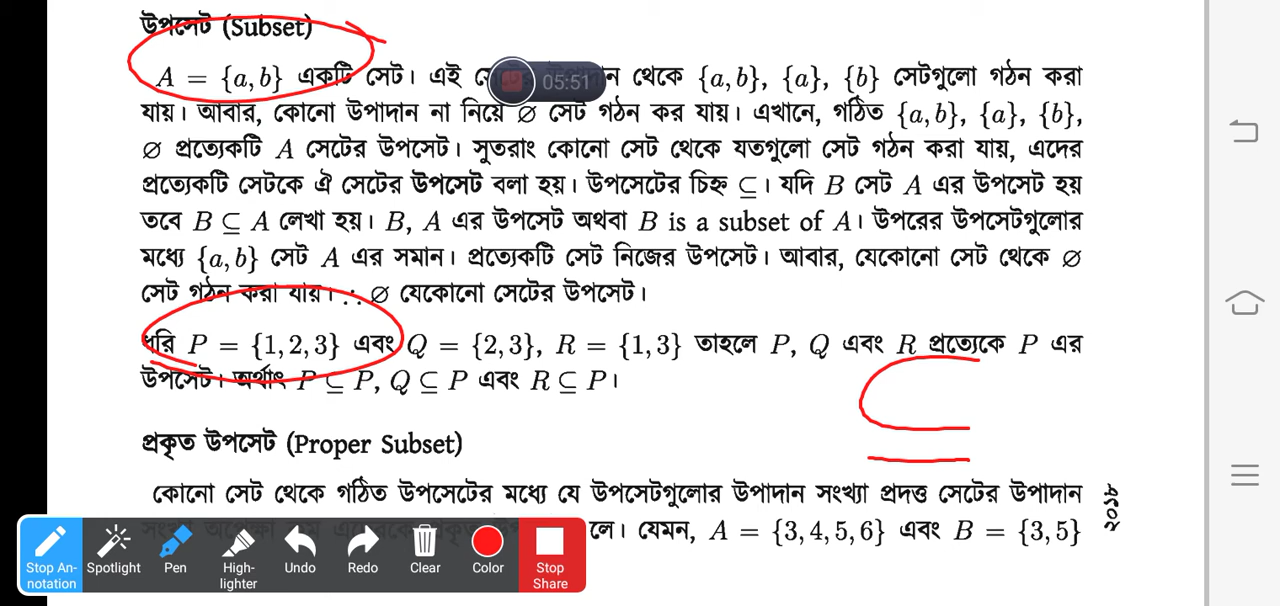 উপসেট (Subset)
A = {a, b} একটি সেট। এই থেকে {a, b}, {a}, {b} সেটগুলো গঠন করা
05:51
যায়। আবার, কোনো উপাদান না নিয়ে ∅ সেট গঠন কর যায়। এখানে, গঠিত {a, b}, {a}, {b},
∅ প্রত্যেকটি A সেটের উপসেট। সুতরাং কোনো সেট থেকে যতগুলো সেট গঠন করা যায়, এদের
প্রত্যেকটি সেটকে ঐ সেটের উপসেট বলা হয়। উপসেটের চিহ্ন ⊆। যদি B সেট A এর উপসেট হয়
তবে B ⊆ A লেখা হয়। B, A এর উপসেট অথবা B is a subset of A। উপরের উপসেটগুলোর
মধ্যে {a, b} সেট A এর সমান। প্রত্যেকটি সেট নিজের উপসেট। আবার, যেকোনো সেট থেকে ∅
সেট গঠন করা যায়। ∴ ∅ যেকোনো সেটের উপসেট।
ধরি P = {1, 2, 3} এবং Q = {2, 3}, R = {1, 3} তাহলে P, Q এবং R প্রত্যেকে P এর
উপসেট। অর্থাৎ P ⊆ P, Q ⊆ P এবং R ⊆ P।
প্রকৃত উপসেট (Proper Subset)
কোনো সেট থেকে গঠিত উপসেটের মধ্যে যে উপসেটগুলোর উপাদান সংখ্যা প্রদত্ত সেটের উপাদান
লে। যেমন, A = {3, 4, 5, 6} এবং B = {3, 5}
২০১৮
Stop An-
notation
Spotlight
Pen
High-
lighter
Undo
Redo
Clear
Color
Stop
Share